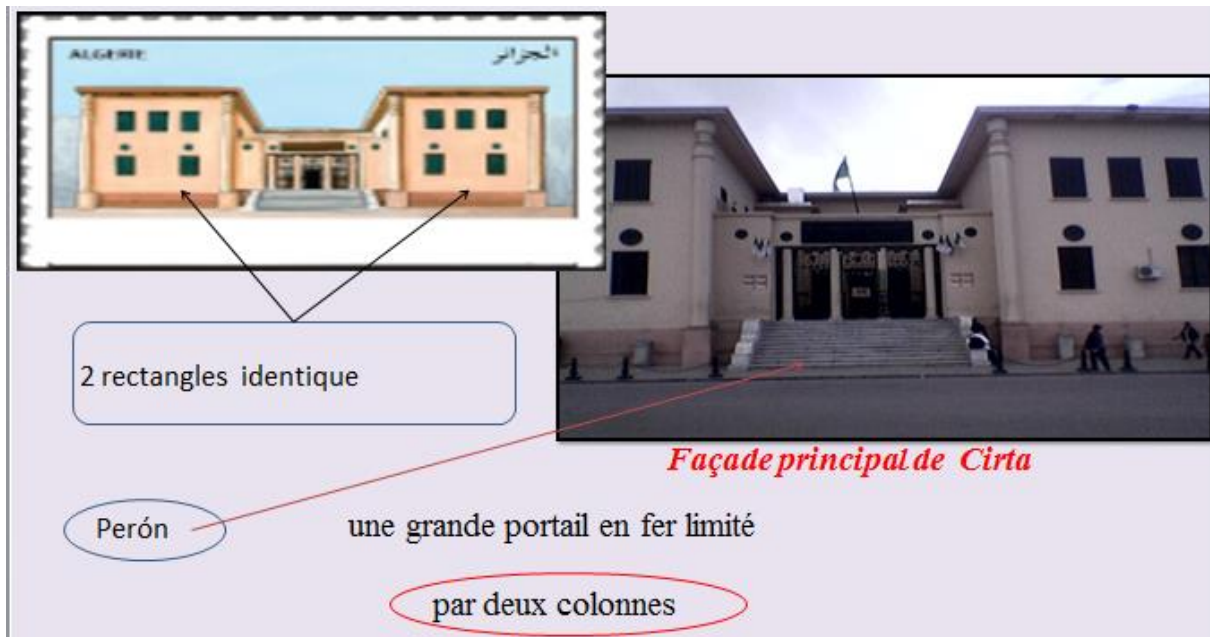 ALGERIE
الجزائر
2 rectangles identique
Façade principal de Cirta
Perón
une grande portail en fer limité
par deux colonnes